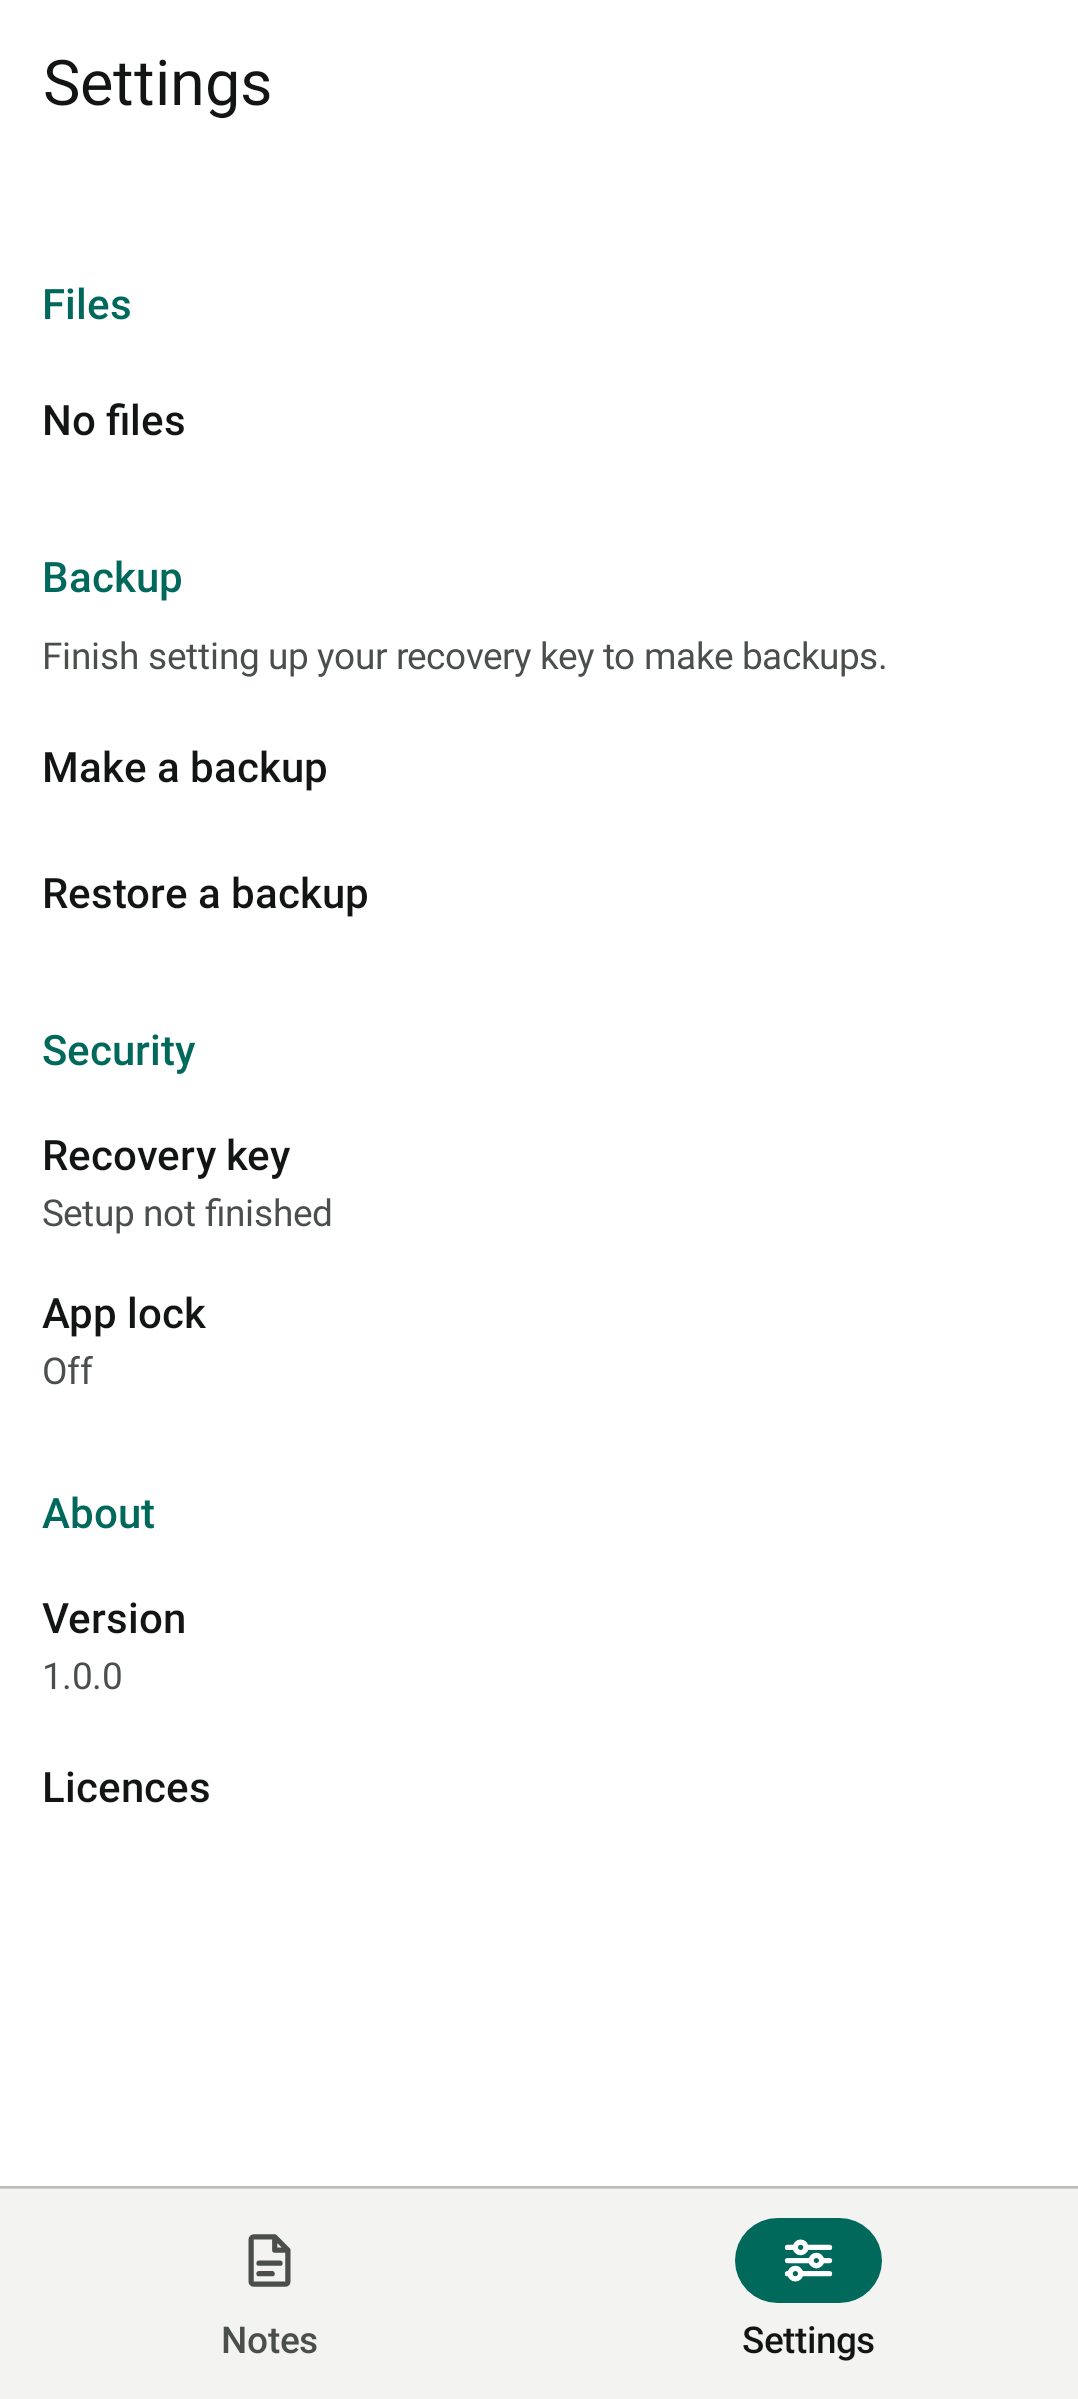 Settings
Files
No files
Backup
Finish setting up your recovery key to make backups.
Make a backup
Restore a backup
Security
Recovery key
Setup not finished
App lock
Off
About
Version
1.0.0
Licences
Notes
Settings